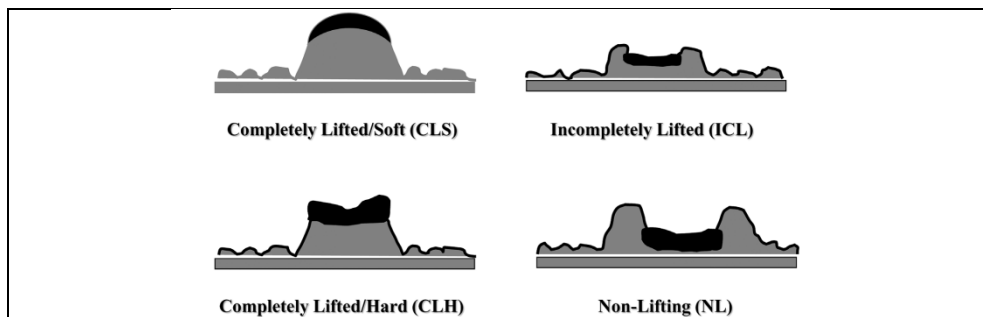 Completely Lifted/Soft (CLS)
Incompletely Lifted (ICL)
Completely Lifted/Hard (CLH)
Non-Lifting (NL)